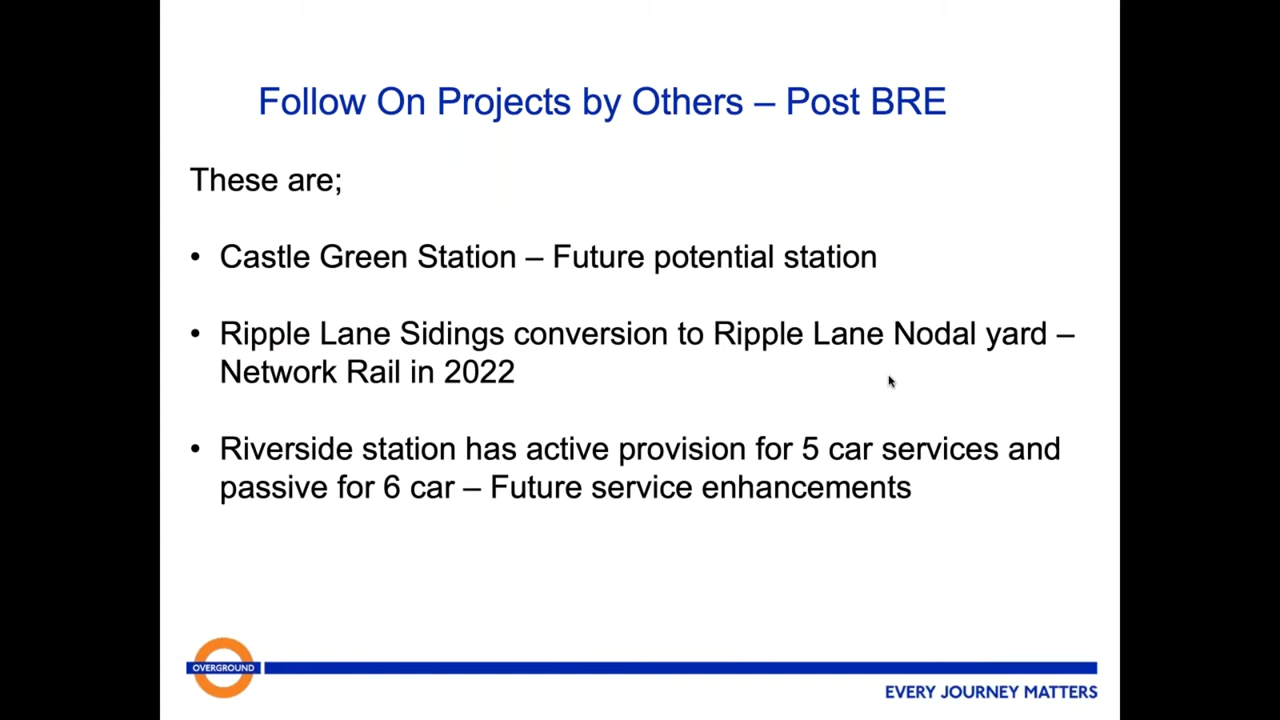 Follow On Projects by Others – Post BRE
These are;
• Castle Green Station – Future potential station
• Ripple Lane Sidings conversion to Ripple Lane Nodal yard –
Network Rail in 2022
• Riverside station has active provision for 5 car services and
passive for 6 car – Future service enhancements
OVERGROUND
EVERY JOURNEY MATTERS